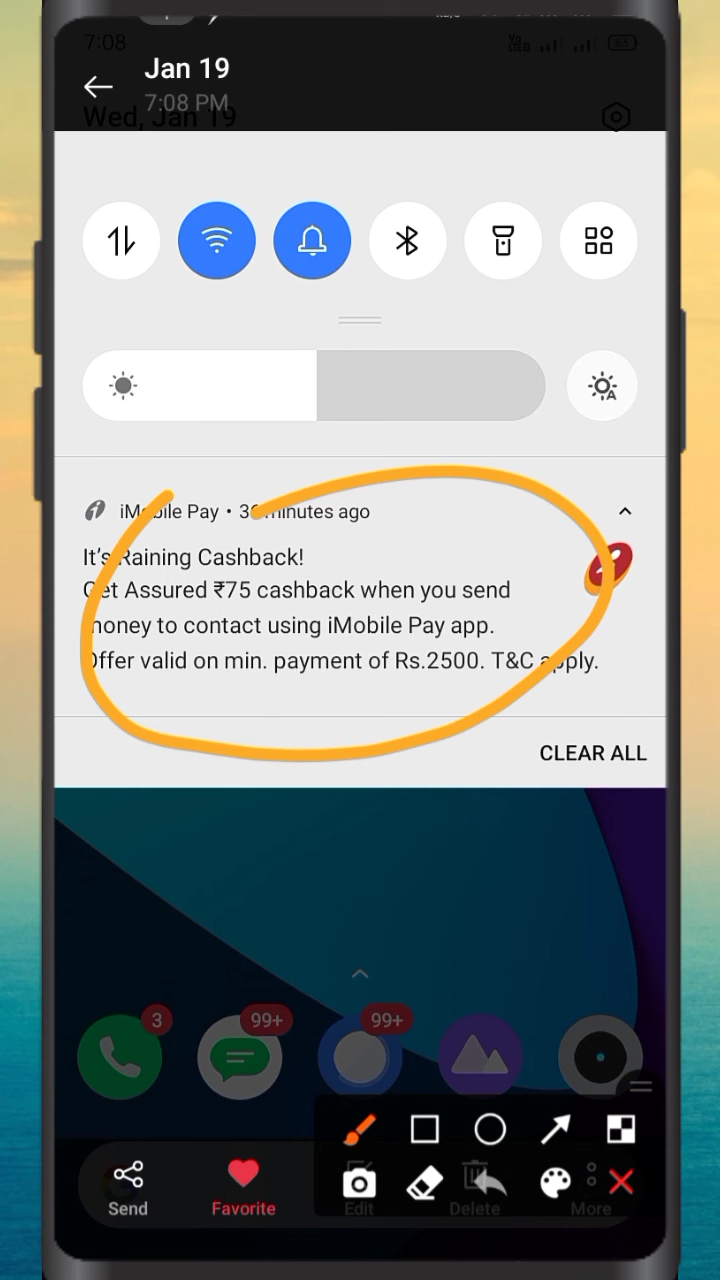 7:08
63
Jan 19
7:08 PM
Wed, Jan 19
iMobile Pay • 36 minutes ago
It's Raining Cashback!
Get Assured ₹75 cashback when you send
money to contact using iMobile Pay app.
Offer valid on min. payment of Rs.2500. T&C apply.
CLEAR ALL
3
99+
99+
Send
Favorite
Edit
Delete
More